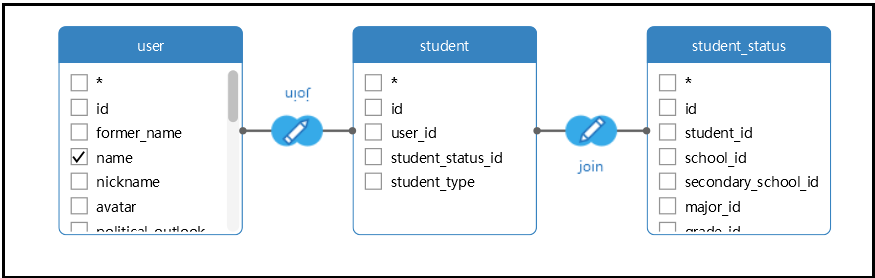 user
*
id
former_name
name
nickname
avatar
political_outlook
join
student
*
id
user_id
student_status_id
student_type
join
student_status
*
id
student_id
school_id
secondary_school_id
major_id
grade_id